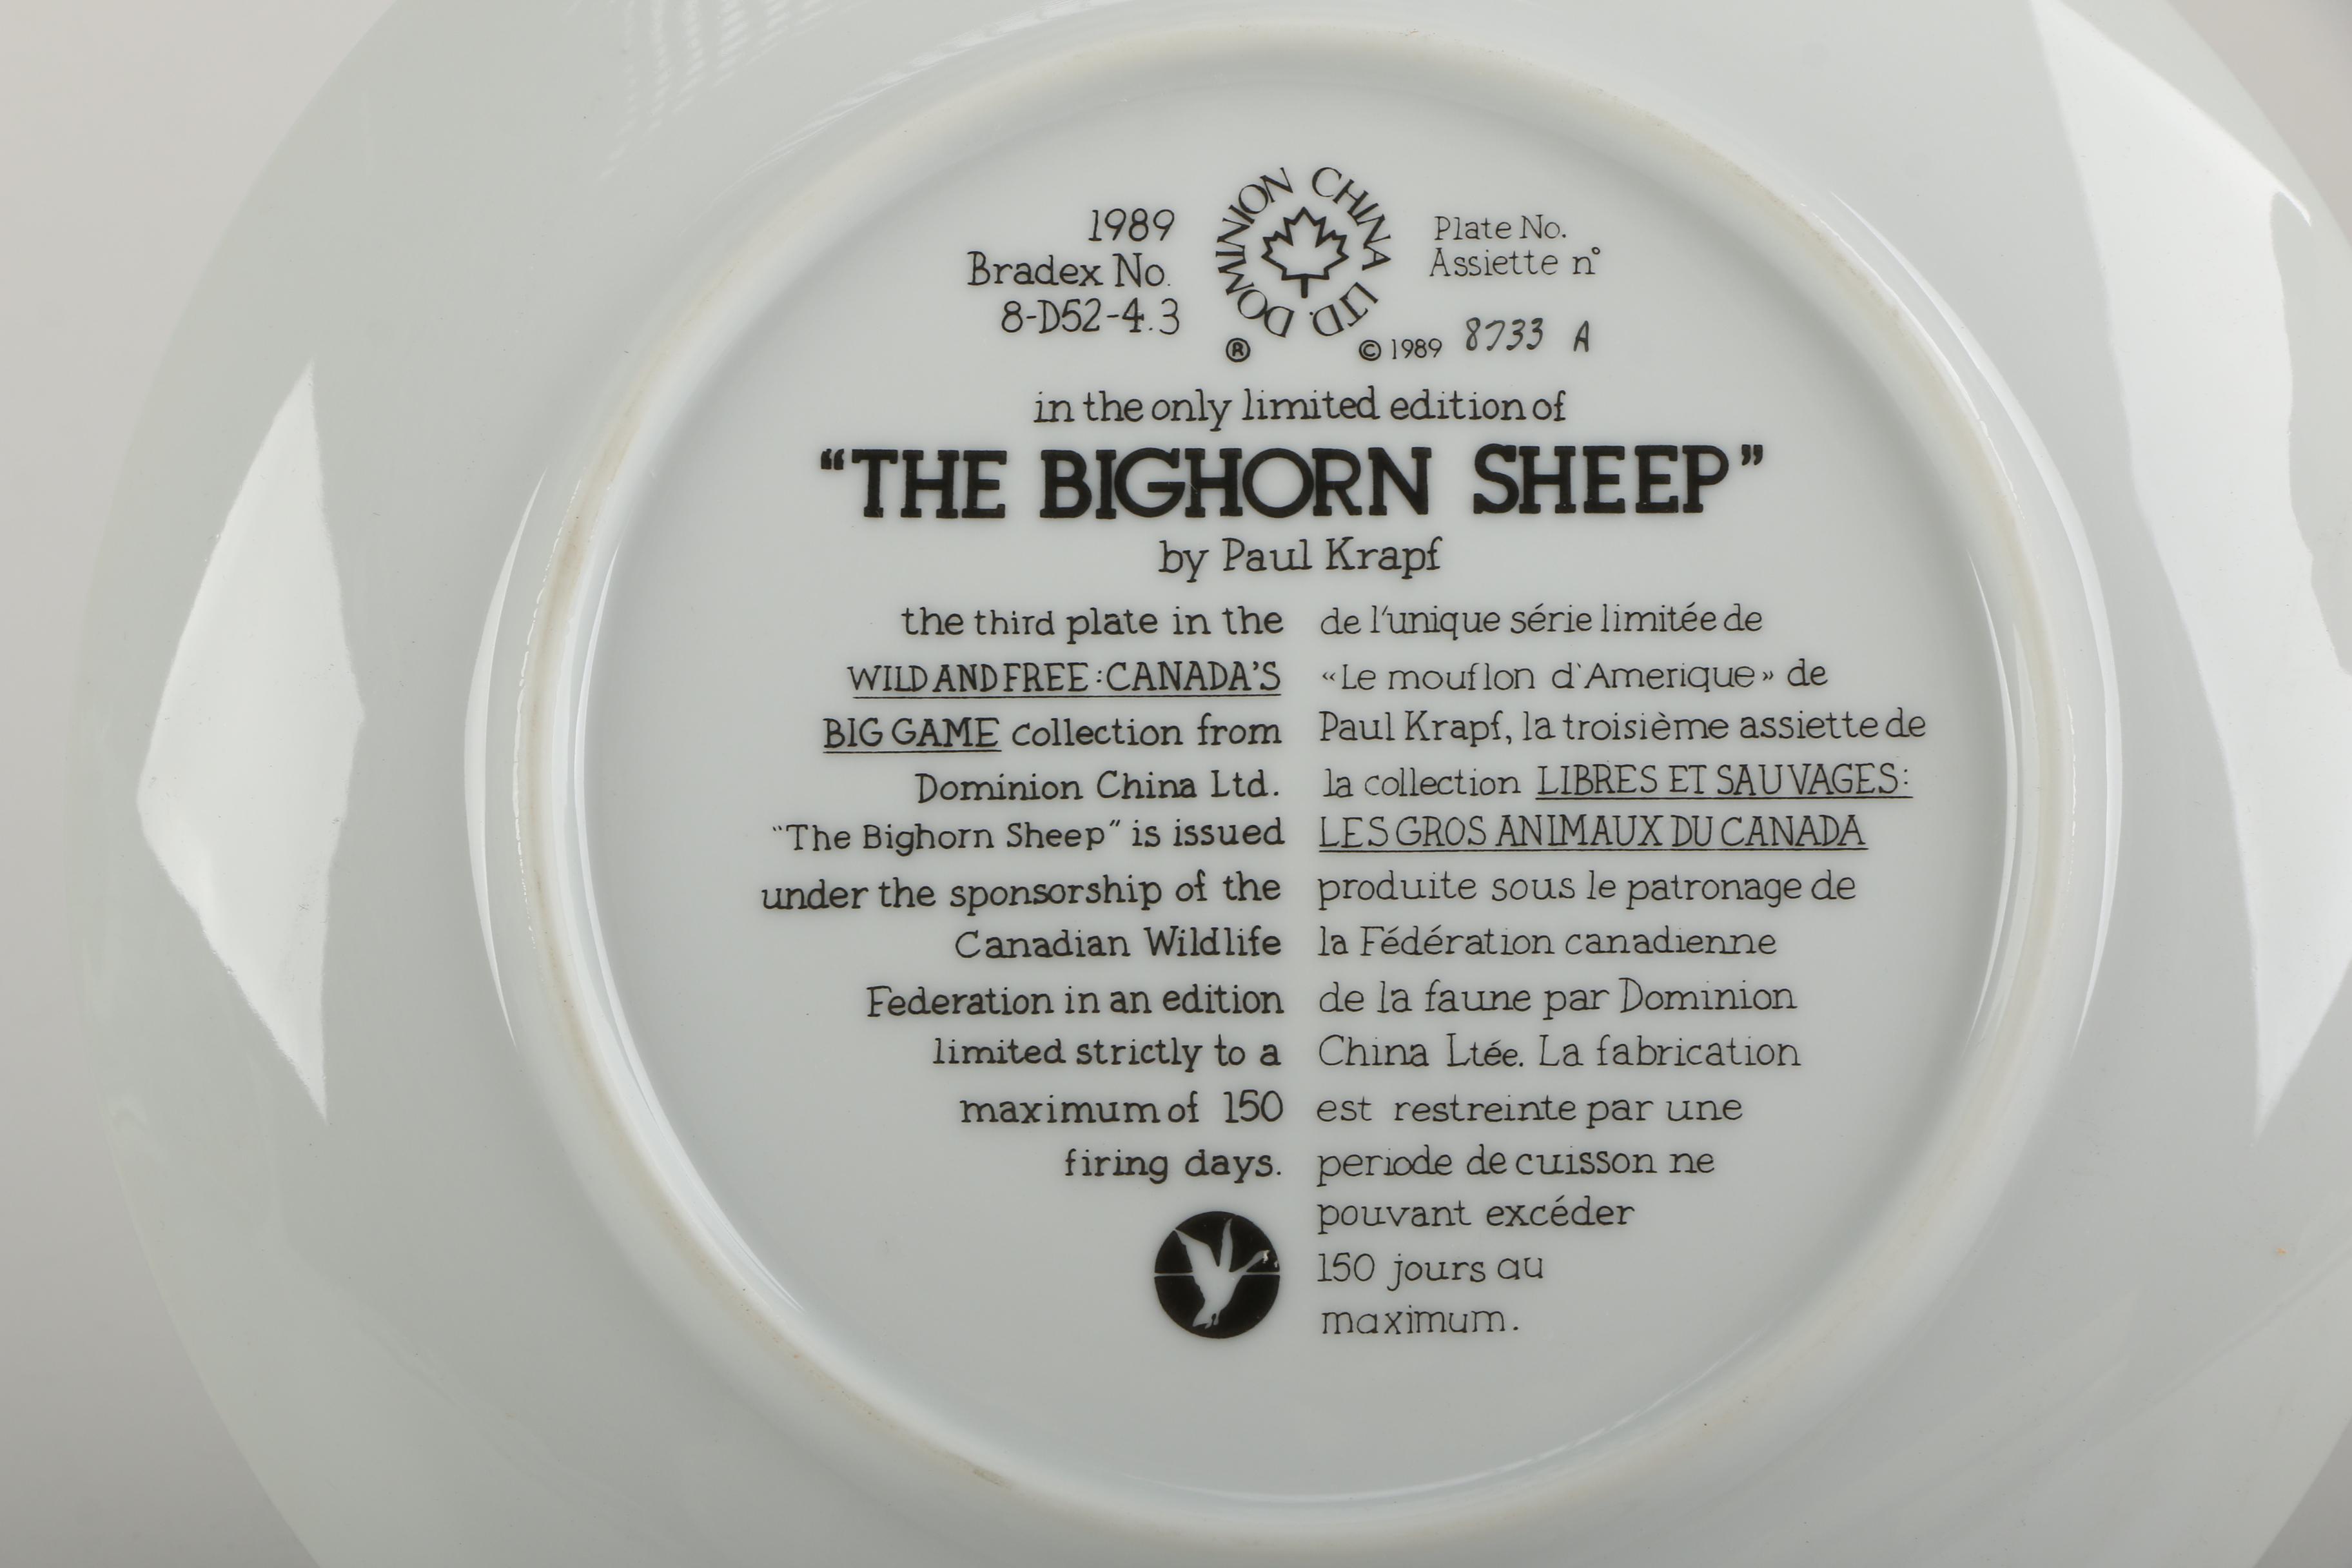 1989
Bradex No.
8-D52-4.3
DOMINION CHINA LTD.
®
© 1989
Plate No.
Assiette n°
8733 A
in the only limited edition of
“THE BIGHORN SHEEP”
by Paul Krapf
the third plate in the
WILD AND FREE: CANADA'S
BIG GAME collection from
Dominion China Ltd.
“The Bighorn Sheep” is issued
under the sponsorship of the
Canadian Wildlife
Federation in an edition
limited strictly to a
maximum of 150
firing days.
de l'unique série limitée de
«Le mouflon d'Amerique» de
Paul Krapf, la troisième assiette de
la collection LIBRES ET SAUVAGES:
LES GROS ANIMAUX DU CANADA
produite sous le patronage de
la Fédération canadienne
de la faune par Dominion
China Ltée. La fabrication
est restreinte par une
periode de cuisson ne
pouvant excéder
150 jours au
maximum.